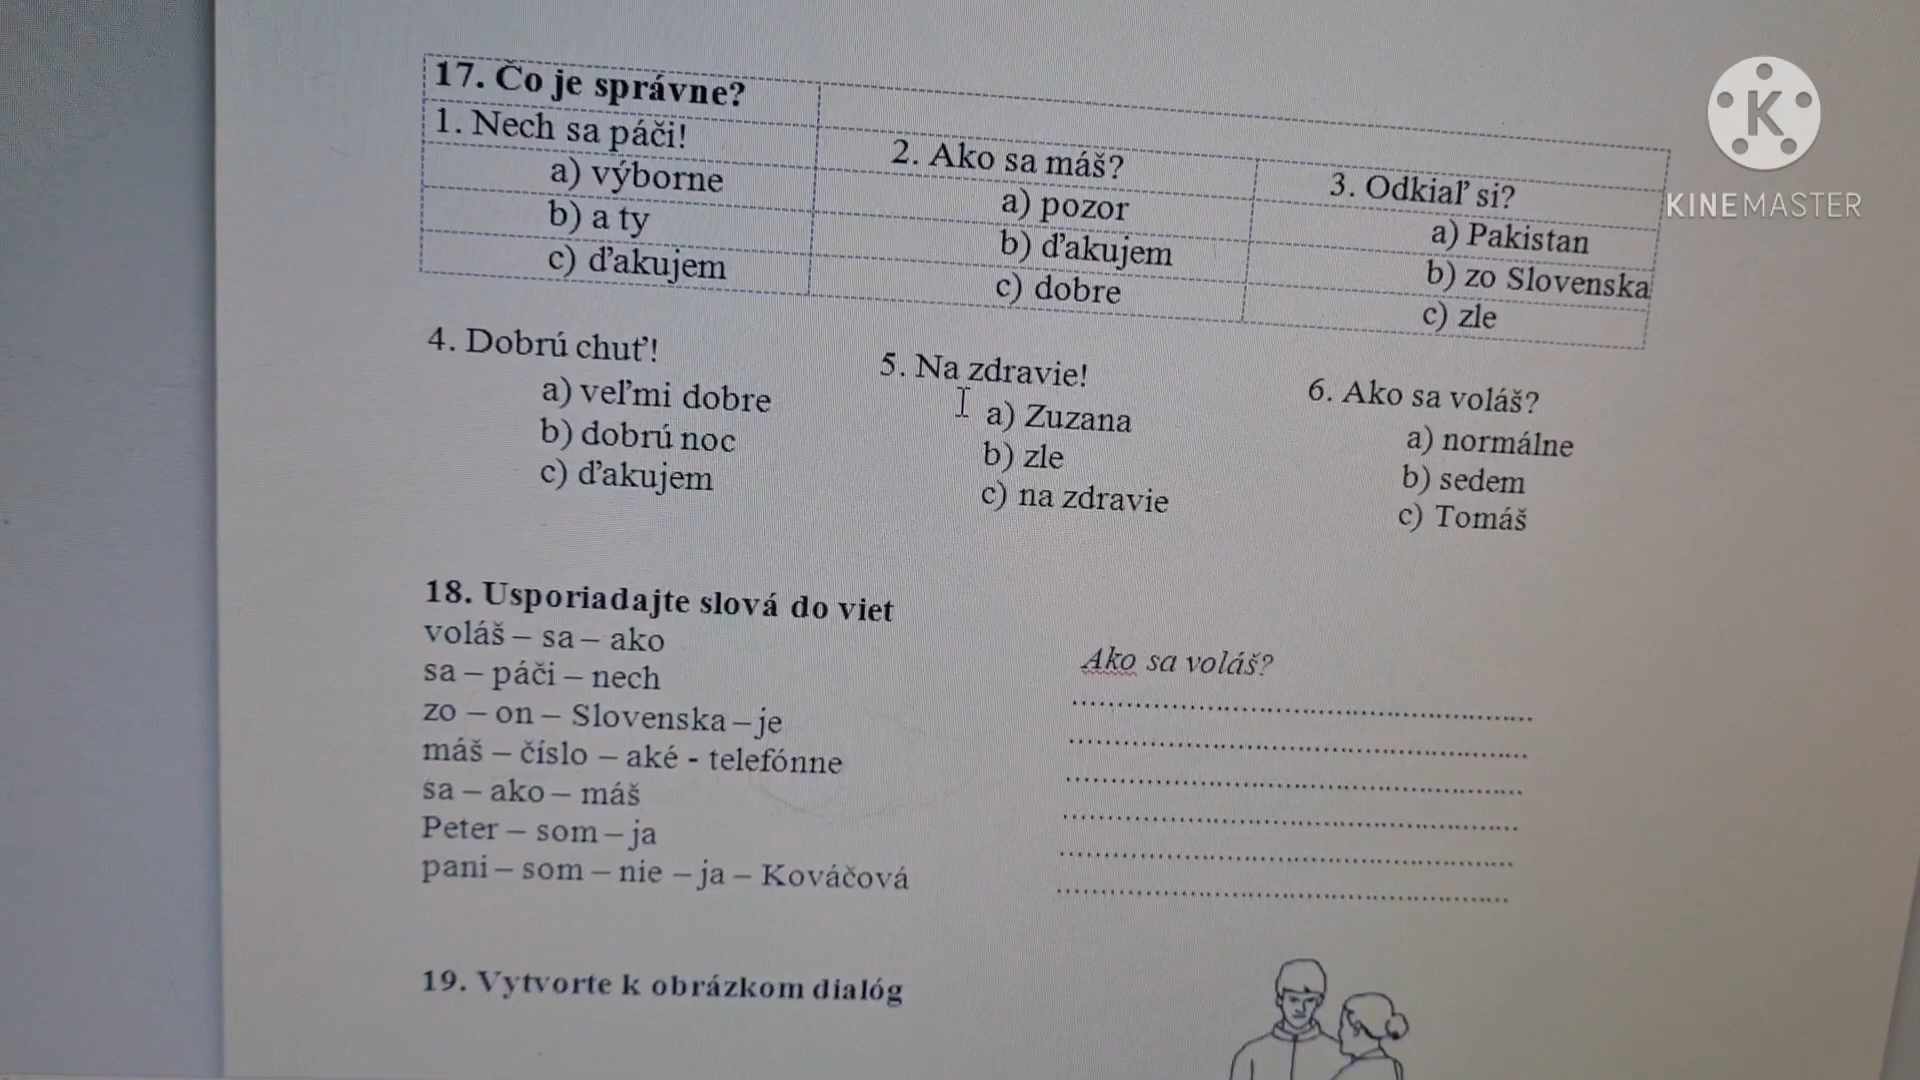 17. Čo je správne?
1. Nech sa páči!
a) výborne
b) a ty
c) ďakujem
2. Ako sa máš?
a) pozor
b) ďakujem
c) dobre
3. Odkiaľ si?
a) Pakistan
b) zo Slovenska
c) zle
4. Dobrú chuť!
a) veľmi dobre
b) dobrú noc
c) ďakujem
5. Na zdravie!
a) Zuzana
b) zle
c) na zdravie
6. Ako sa voláš?
a) normálne
b) sedem
c) Tomáš
18. Usporiadajte slová do viet
voláš – sa – ako
Ako sa voláš?
sa – páči – nech
zo – on – Slovenska – je
máš – číslo – aké - telefónne
sa – ako – máš
Peter – som – ja
pani – som – nie – ja – Kováčová
19. Vytvorte k obrázkom dialóg
K
KINEMASTER